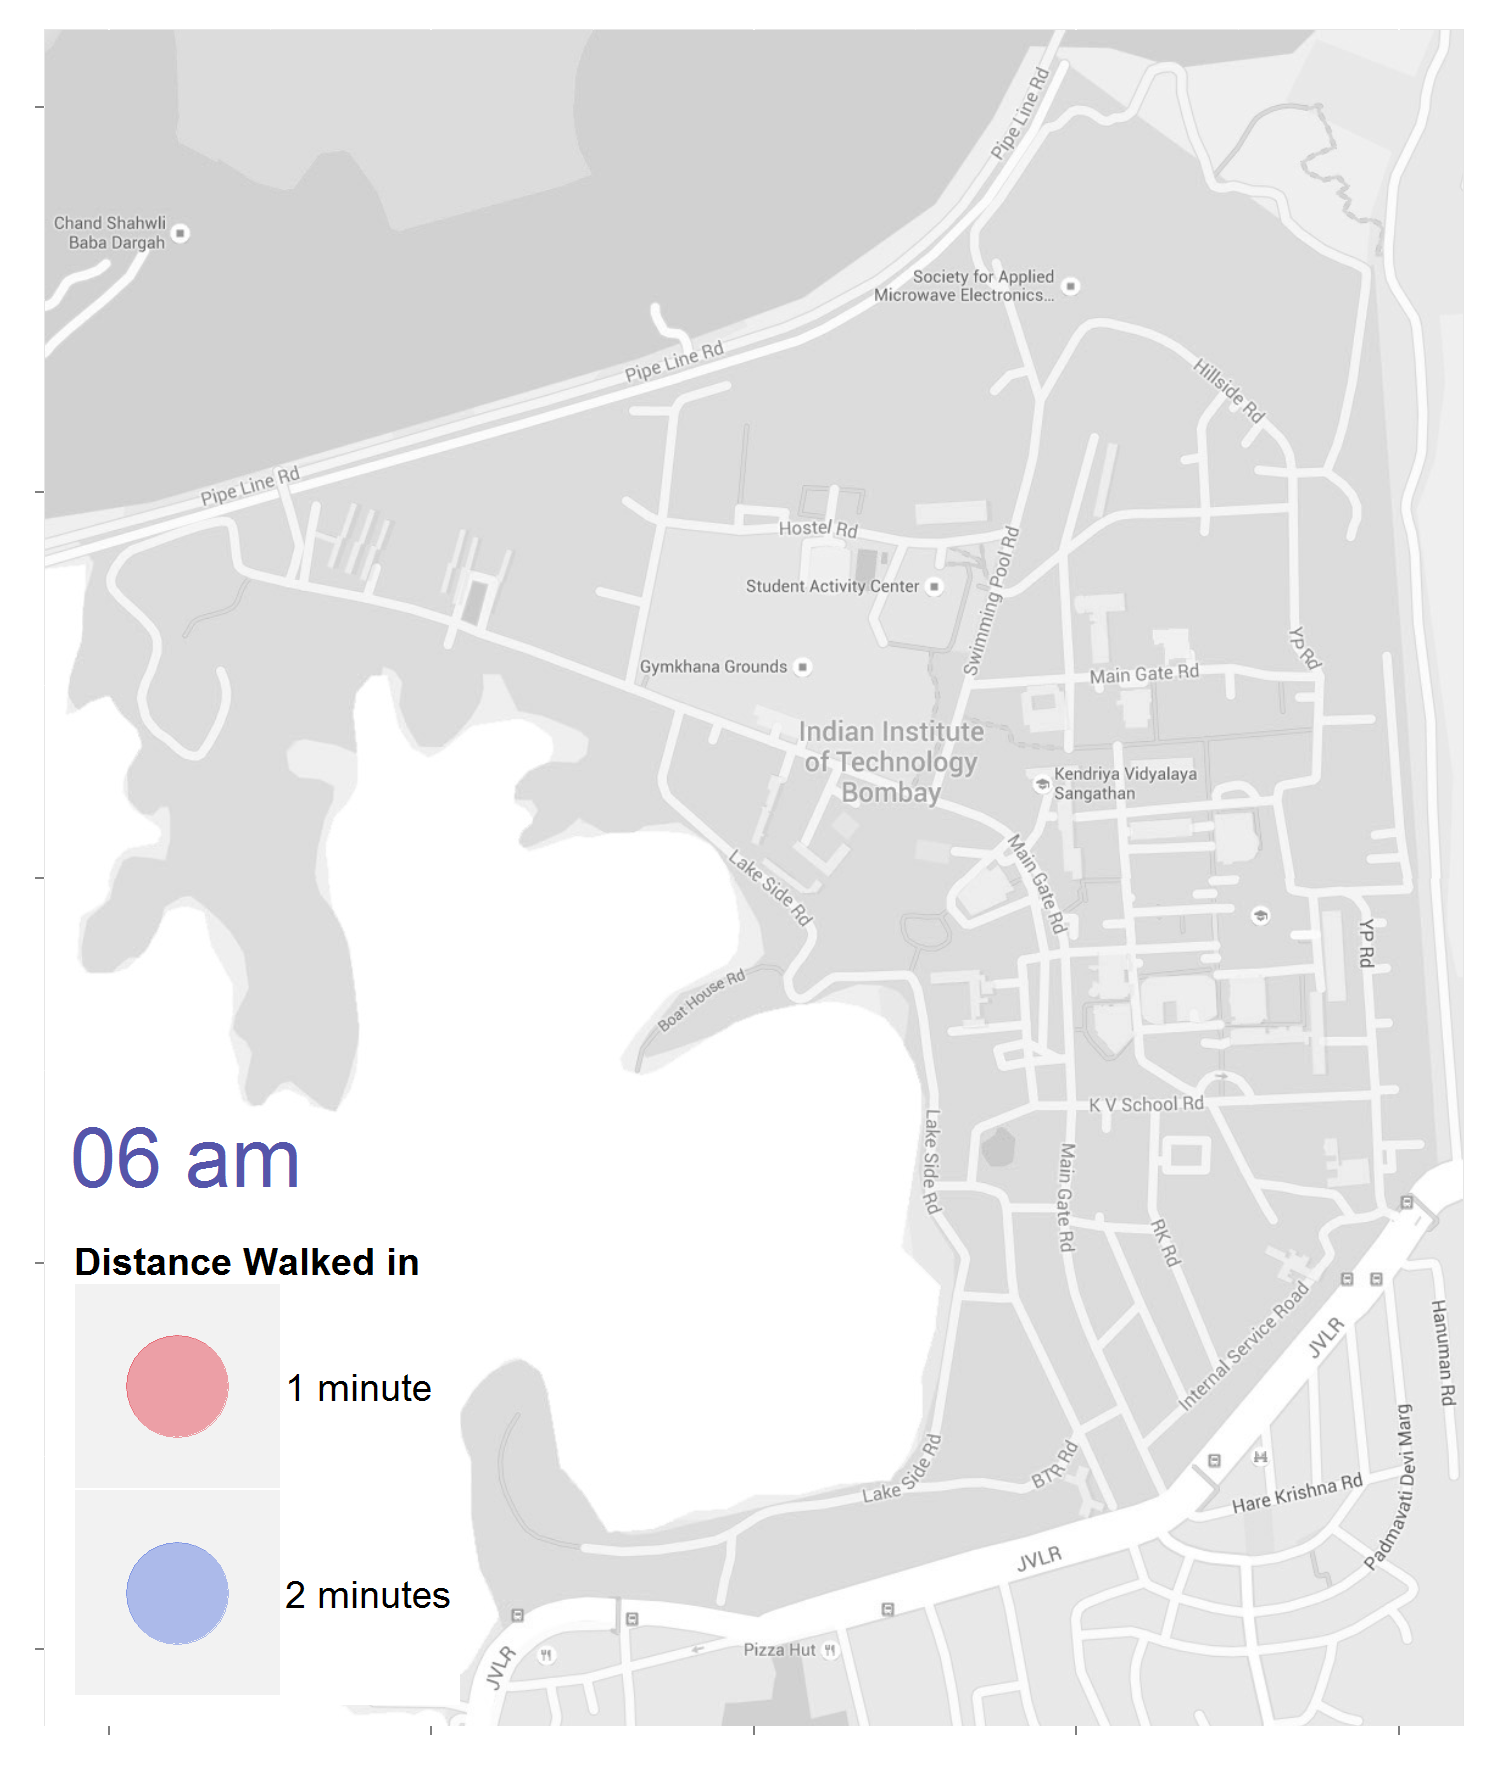 Pipe Line Rd
Chand Shahwli
Baba Dargah
Society for Applied
Microwave Electronics...
Pipe Line Rd
Hillside Rd
Pipe Line Rd
Hostel Rd
Swimming Pool Rd
Student Activity Center
YP Rd
Gymkhana Grounds
Main Gate Rd
Indian Institute
of Technology
Bombay
Kendriya Vidyalaya
Sangathan
Main Gate Rd
Lake Side Rd
YP Rd
Boat House Rd
K V School Rd
Lake Side Rd
Main Gate Rd
06 am
RK Rd
Distance Walked in
Internal Service Road
JVLR
Hanuman Rd
1 minute
Padmavati Devi Marg
Lake Side Rd
BTR Rd
Lake Side Rd
Hare Krishna Rd
JVLR
2 minutes
Pizza Hut
JVLR